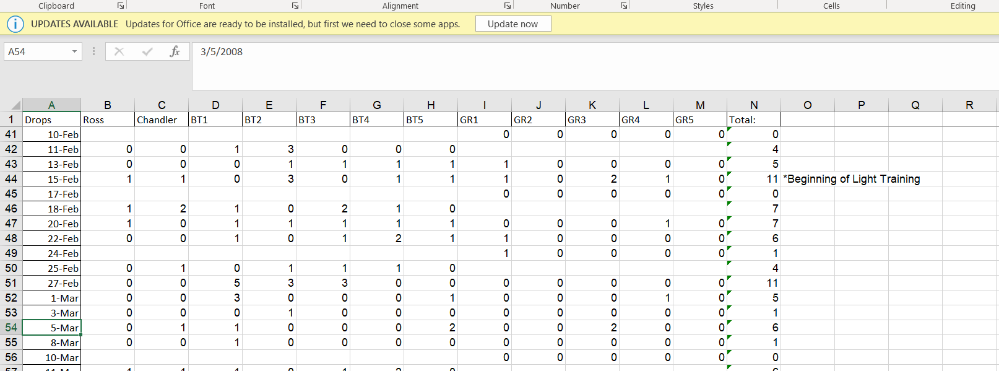 Clipboard Font Alignment Number Styles Cells Editing
UPDATES AVAILABLE Updates for Office are ready to be installed, but first we need to close some apps. Update now
A54 fx 3/5/2008
A B C D E F G H I J K L M N O P Q R
1 Drops Ross Chandler BT1 BT2 BT3 BT4 BT5 GR1 GR2 GR3 GR4 GR5 Total:
41 10-Feb 0 0 0 0 0 0
42 11-Feb 0 0 1 3 0 0 0 4
43 13-Feb 0 0 0 1 1 1 1 1 0 0 0 0 5
44 15-Feb 1 1 0 3 0 1 1 1 0 2 1 0 11 *Beginning of Light Training
45 17-Feb 0 0 0 0 0 0
46 18-Feb 1 2 1 0 2 1 0 7
47 20-Feb 1 0 1 1 1 1 1 0 0 0 1 0 7
48 22-Feb 0 0 1 0 1 2 1 1 0 0 0 0 6
49 24-Feb 1 0 0 0 0 1
50 25-Feb 0 1 0 1 1 1 0 4
51 27-Feb 0 0 5 3 3 0 0 0 0 0 0 0 11
52 1-Mar 0 0 3 0 0 0 1 0 0 0 1 0 5
53 3-Mar 0 0 0 1 0 0 0 0 0 0 0 0 1
54 5-Mar 0 1 1 0 0 0 2 0 0 2 0 0 6
55 8-Mar 0 0 1 0 0 0 0 0 0 0 0 0 1
56 10-Mar 0 0 0 0 0 0